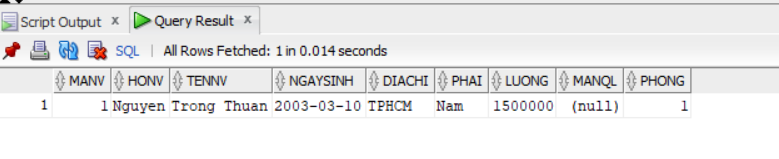 Script Output x Query Result x
SQL | All Rows Fetched: 1 in 0.014 seconds
MANV HONV TENNV NGAYSINH DIACHI PHAI LUONG MANQL PHONG
1 1 Nguyen Trong Thuan 2003-03-10 TPHCM Nam 1500000 (null) 1